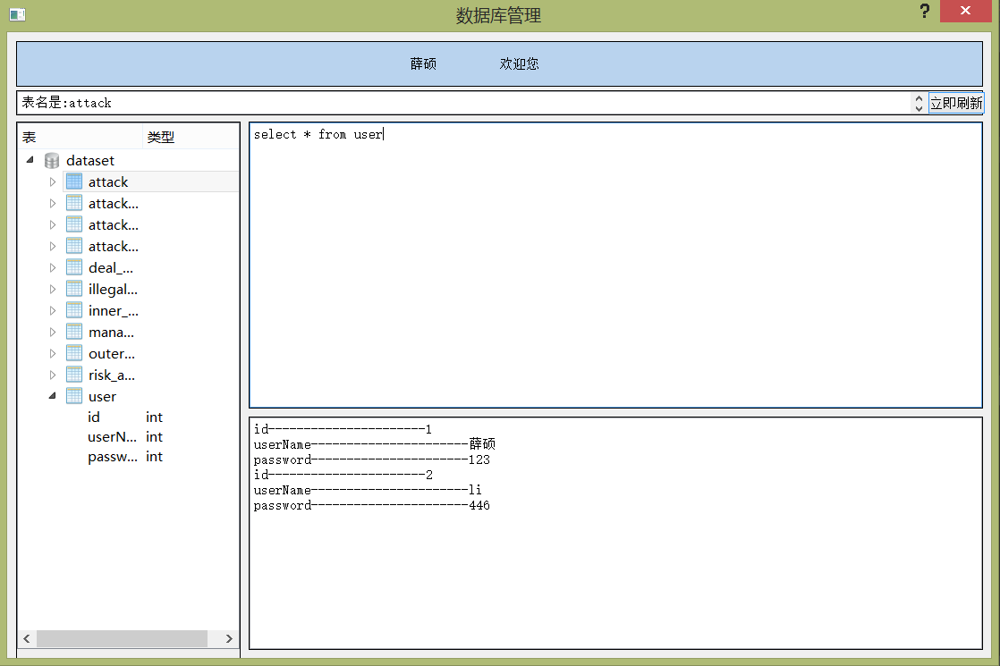 数据库管理
?
薛硕 欢迎您
表名是:attack
立即刷新
表 类型
dataset
attack
attack...
attack...
attack...
deal_...
illegal...
inner_...
mana...
outer...
risk_a...
user
id int
userN... int
passw... int
select * from user
id----------------------1
userName----------------------薛硕
password----------------------123
id----------------------2
userName----------------------li
password----------------------446